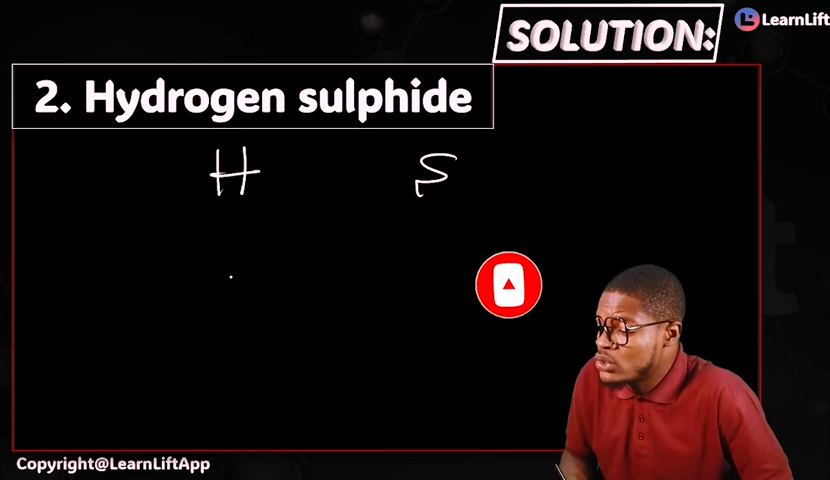 SOLUTION:
LearnLift
2. Hydrogen sulphide
H S
Copyright@LearnLiftApp